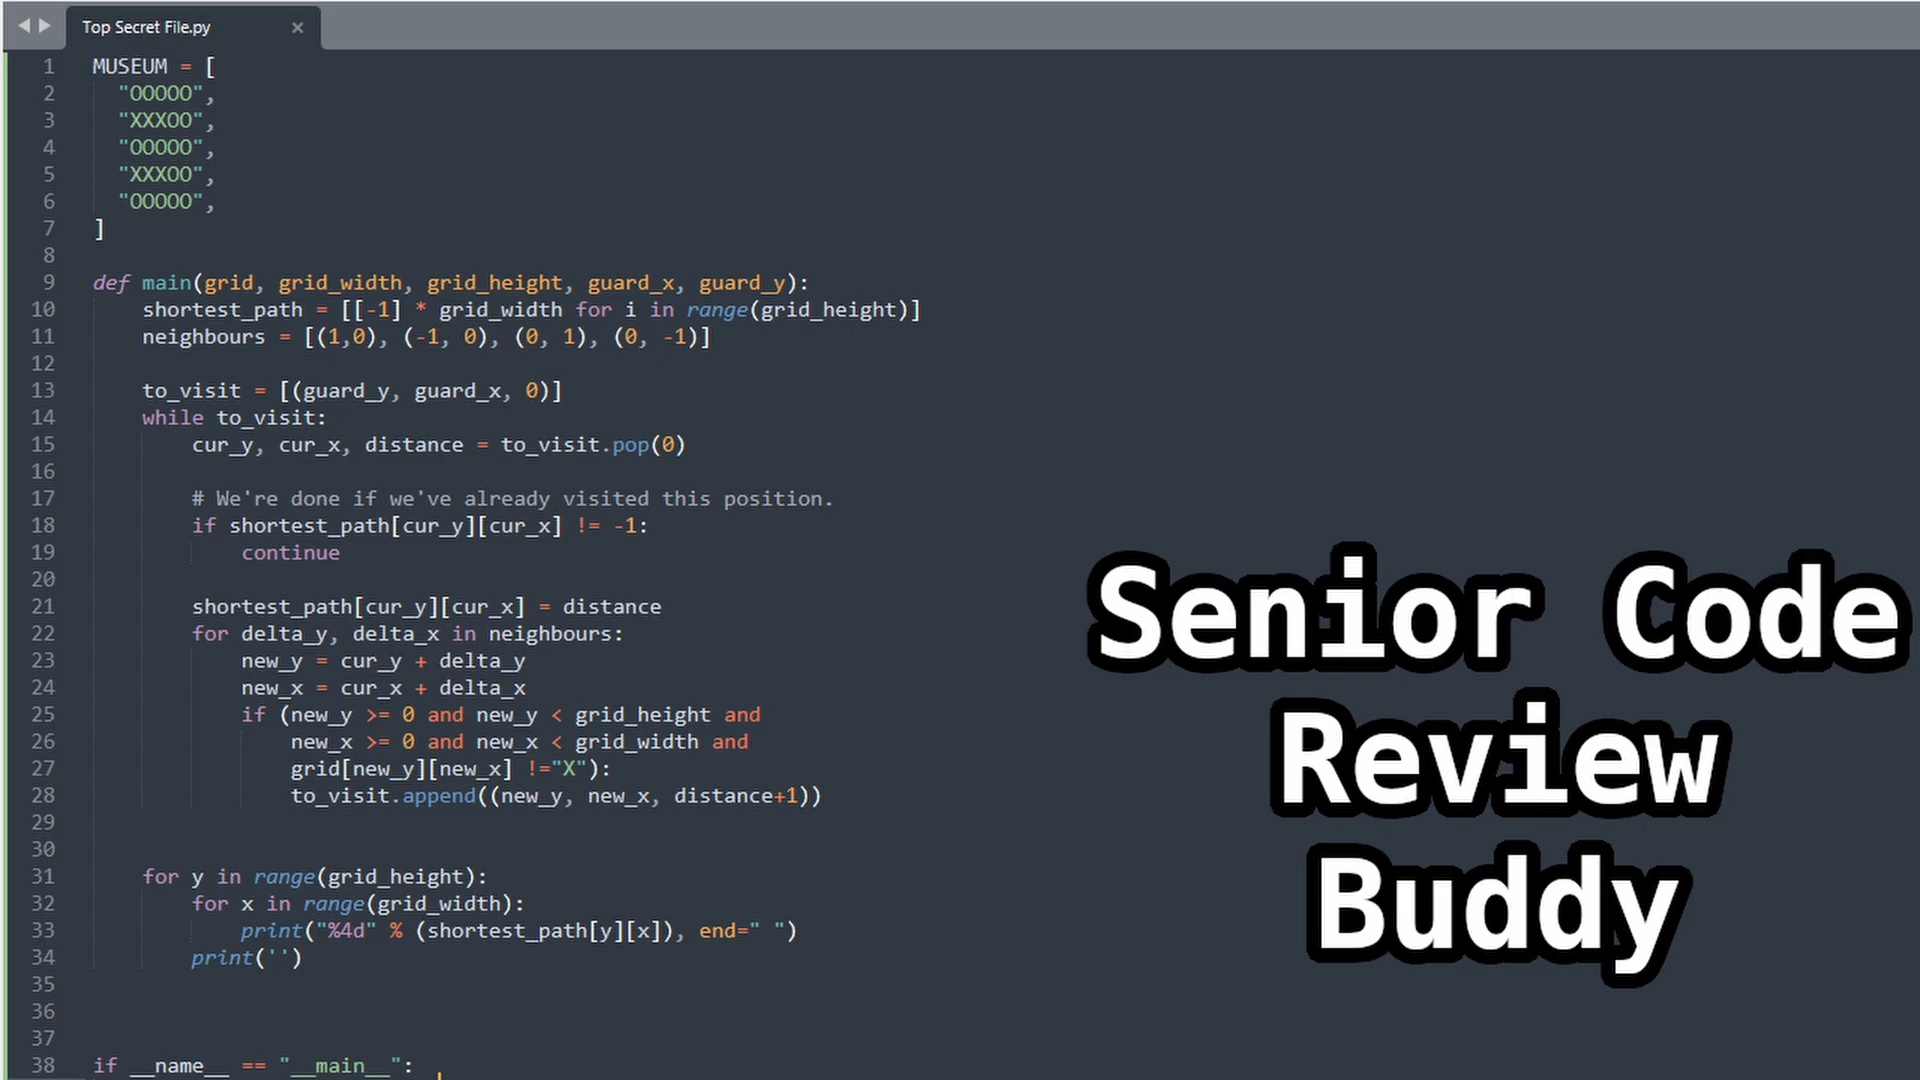 Top Secret File.py
1 MUSEUM = [
2   "OOOOO",
3   "XXXOO",
4   "OOOOO",
5   "XXXOO",
6   "OOOOO",
7 ]
8
9 def main(grid, grid_width, grid_height, guard_x, guard_y):
10     shortest_path = [[-1] * grid_width for i in range(grid_height)]
11     neighbours = [(1,0), (-1, 0), (0, 1), (0, -1)]
12
13     to_visit = [(guard_y, guard_x, 0)]
14     while to_visit:
15         cur_y, cur_x, distance = to_visit.pop(0)
16
17         # We're done if we've already visited this position.
18         if shortest_path[cur_y][cur_x] != -1:
19             continue
20
21         shortest_path[cur_y][cur_x] = distance
22         for delta_y, delta_x in neighbours:
23             new_y = cur_y + delta_y
24             new_x = cur_x + delta_x
25             if (new_y >= 0 and new_y < grid_height and
26                 new_x >= 0 and new_x < grid_width and
27                 grid[new_y][new_x] !="X"):
28                 to_visit.append((new_y, new_x, distance+1))
29
30
31     for y in range(grid_height):
32         for x in range(grid_width):
33             print("%4d" % (shortest_path[y][x]), end=" ")
34         print('')
35
36
37
38 if __name__ == "__main__":
Senior Code
Review
Buddy